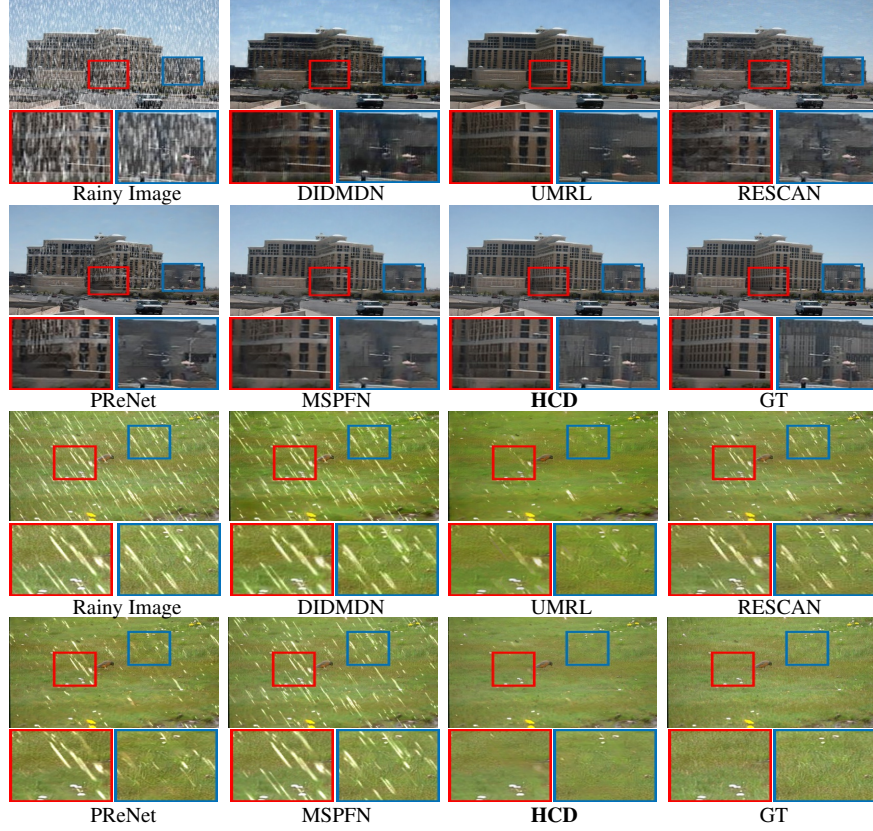 Rainy Image DIDMDN UMRL RESCAN
PReNet MSPFN HCD GT
Rainy Image DIDMDN UMRL RESCAN
PReNet MSPFN HCD GT